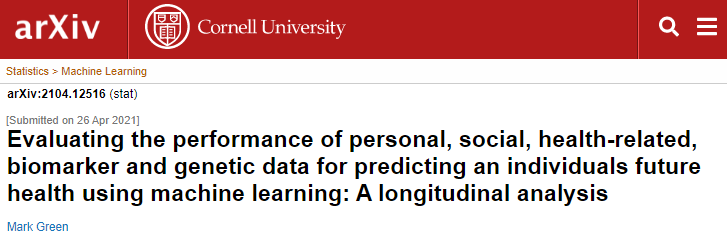 arXiv
Cornell University
Statistics > Machine Learning
arXiv:2104.12516 (stat)
[Submitted on 26 Apr 2021]
Evaluating the performance of personal, social, health-related,
biomarker and genetic data for predicting an individuals future
health using machine learning: A longitudinal analysis
Mark Green